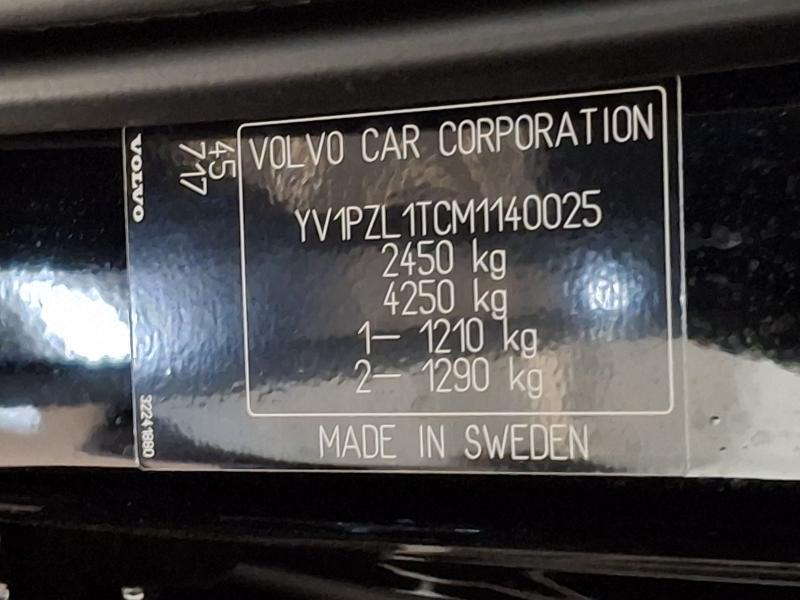 VOLVO
45
717
VOLVO CAR CORPORATION
YV1PZL1TCM1140025
2450 kg
4250 kg
1— 1210 kg
2— 1290 kg
32241880
MADE IN SWEDEN